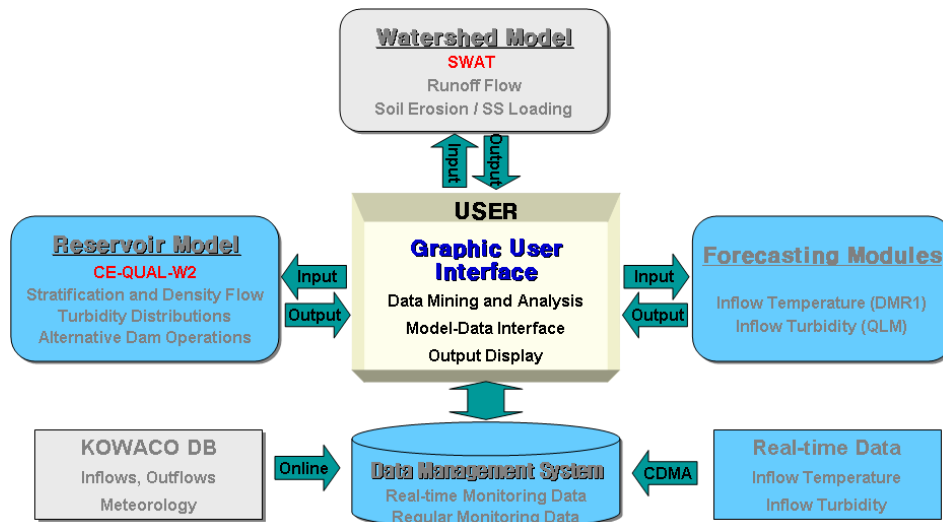 Watershed Model
SWAT
Runoff Flow
Soil Erosion / SS Loading
Input
Output
USER
Graphic User
Interface
Data Mining and Analysis
Model-Data Interface
Output Display
Reservoir Model
CE-QUAL-W2
Stratification and Density Flow
Turbidity Distributions
Alternative Dam Operations
Input
Output
Input
Output
Forecasting Modules
Inflow Temperature (DMR1)
Inflow Turbidity (QLM)
KOWACO DB
Inflows, Outflows
Meteorology
Online
Data Management System
Real-time Monitoring Data
Regular Monitoring Data
CDMA
Real-time Data
Inflow Temperature
Inflow Turbidity